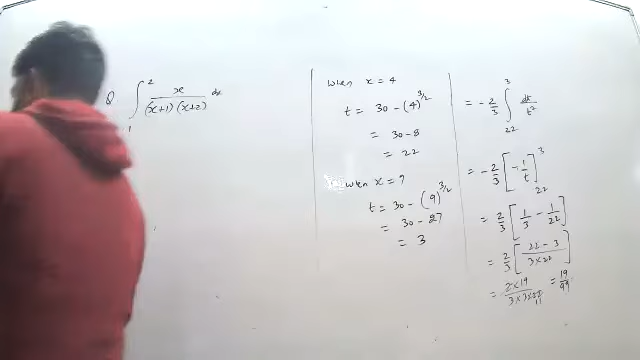 Q ∫₁² x/((x+1)(x+2)) dx
when x = 4
t = 30 - (4)^3/2
= 30 - 8
= 22
when x = 9
t = 30 - (9)^3/2
= 30 - 27
= 3
= -2/3 ∫₂₂³ dt/t²
= -2/3 [-1/t]₂₂³
= 2/3 [1/3 - 1/22]
= 2/3 [(22 - 3)/(3×22)]
= (2×19)/(3×3×22) 11 = 19/99